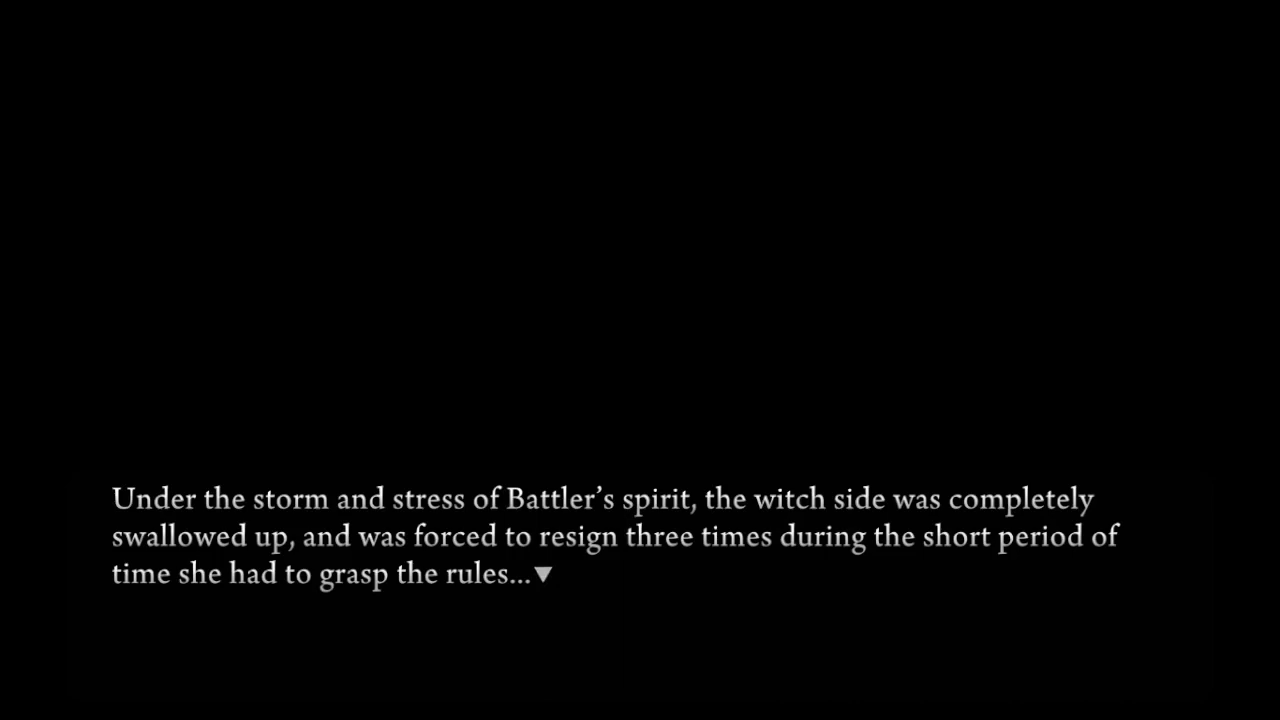 Under the storm and stress of Battler’s spirit, the witch side was completely
swallowed up, and was forced to resign three times during the short period of
time she had to grasp the rules...▼